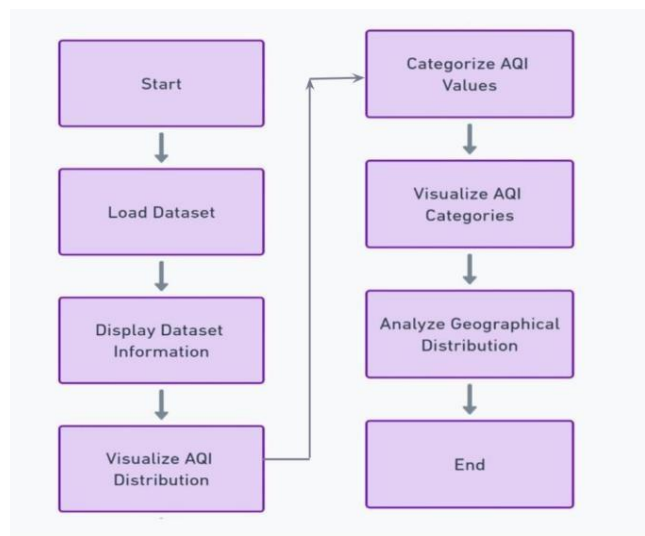 Start
Load Dataset
Display Dataset
Information
Visualize AQI
Distribution
Categorize AQI
Values
Visualize AQI
Categories
Analyze Geographical
Distribution
End